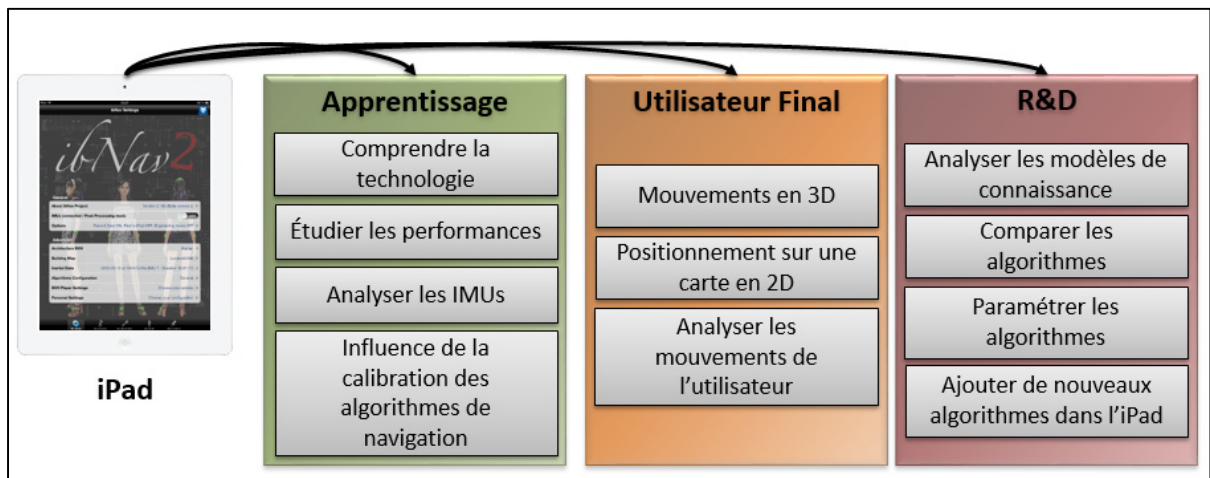 ibNav2
iPad
Apprentissage
Comprendre la
technologie
Étudier les performances
Analyser les IMUs
Influence de la
calibration des
algorithmes de
navigation
Utilisateur Final
Mouvements en 3D
Positionnement sur une
carte en 2D
Analyser les
mouvements de
l'utilisateur
R&D
Analyser les modèles de
connaissance
Comparer les
algorithmes
Paramétrer les
algorithmes
Ajouter de nouveaux
algorithmes dans l'iPad